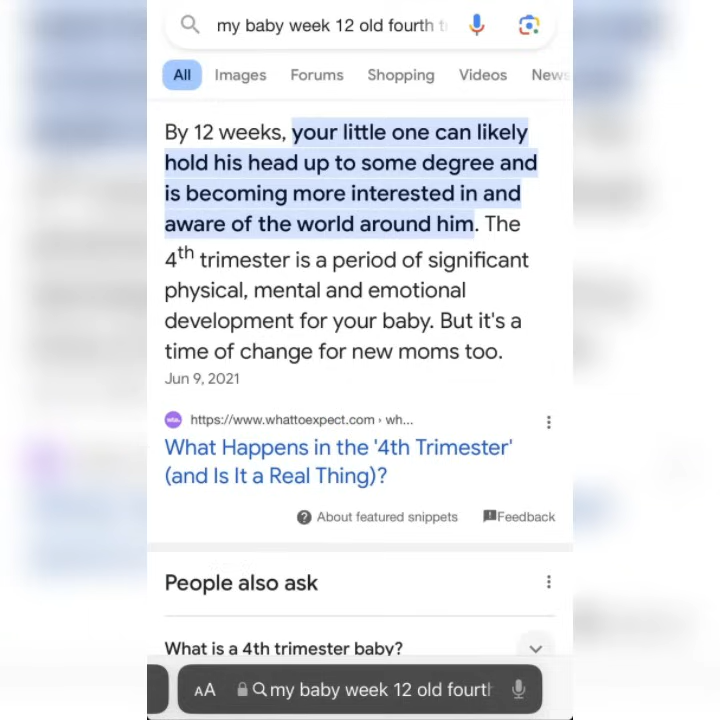 my baby week 12 old fourth t
All Images Forums Shopping Videos News
By 12 weeks, your little one can likely
hold his head up to some degree and
is becoming more interested in and
aware of the world around him. The
4th trimester is a period of significant
physical, mental and emotional
development for your baby. But it's a
time of change for new moms too.
Jun 9, 2021
wte.
https://www.whattoexpect.com › wh...
What Happens in the '4th Trimester'
(and Is It a Real Thing)?
About featured snippets Feedback
People also ask
What is a 4th trimester baby?
AA my baby week 12 old fourth